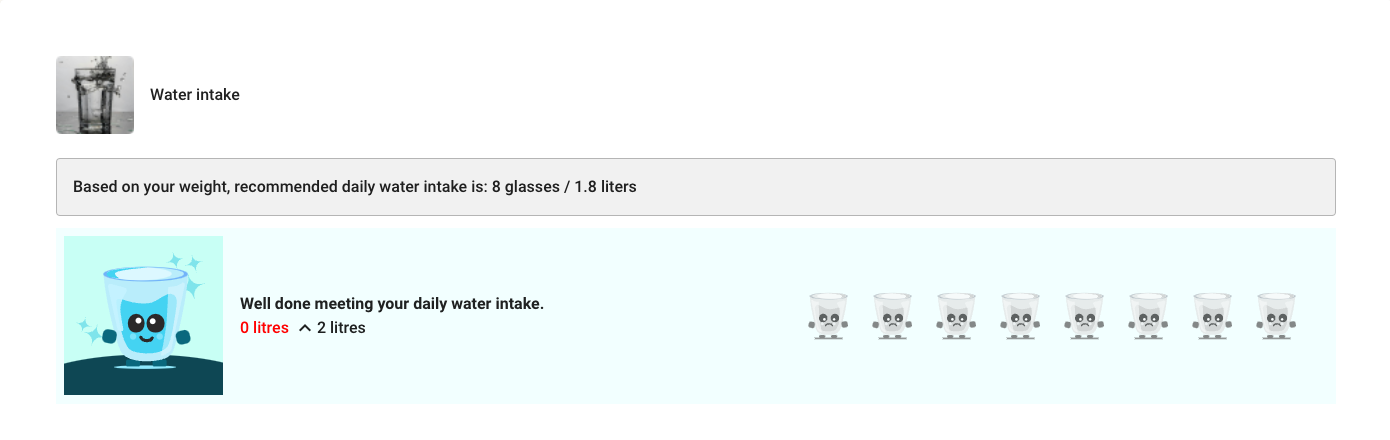 Water intake
Based on your weight, recommended daily water intake is: 8 glasses / 1.8 liters
Well done meeting your daily water intake.
0 litres 2 litres